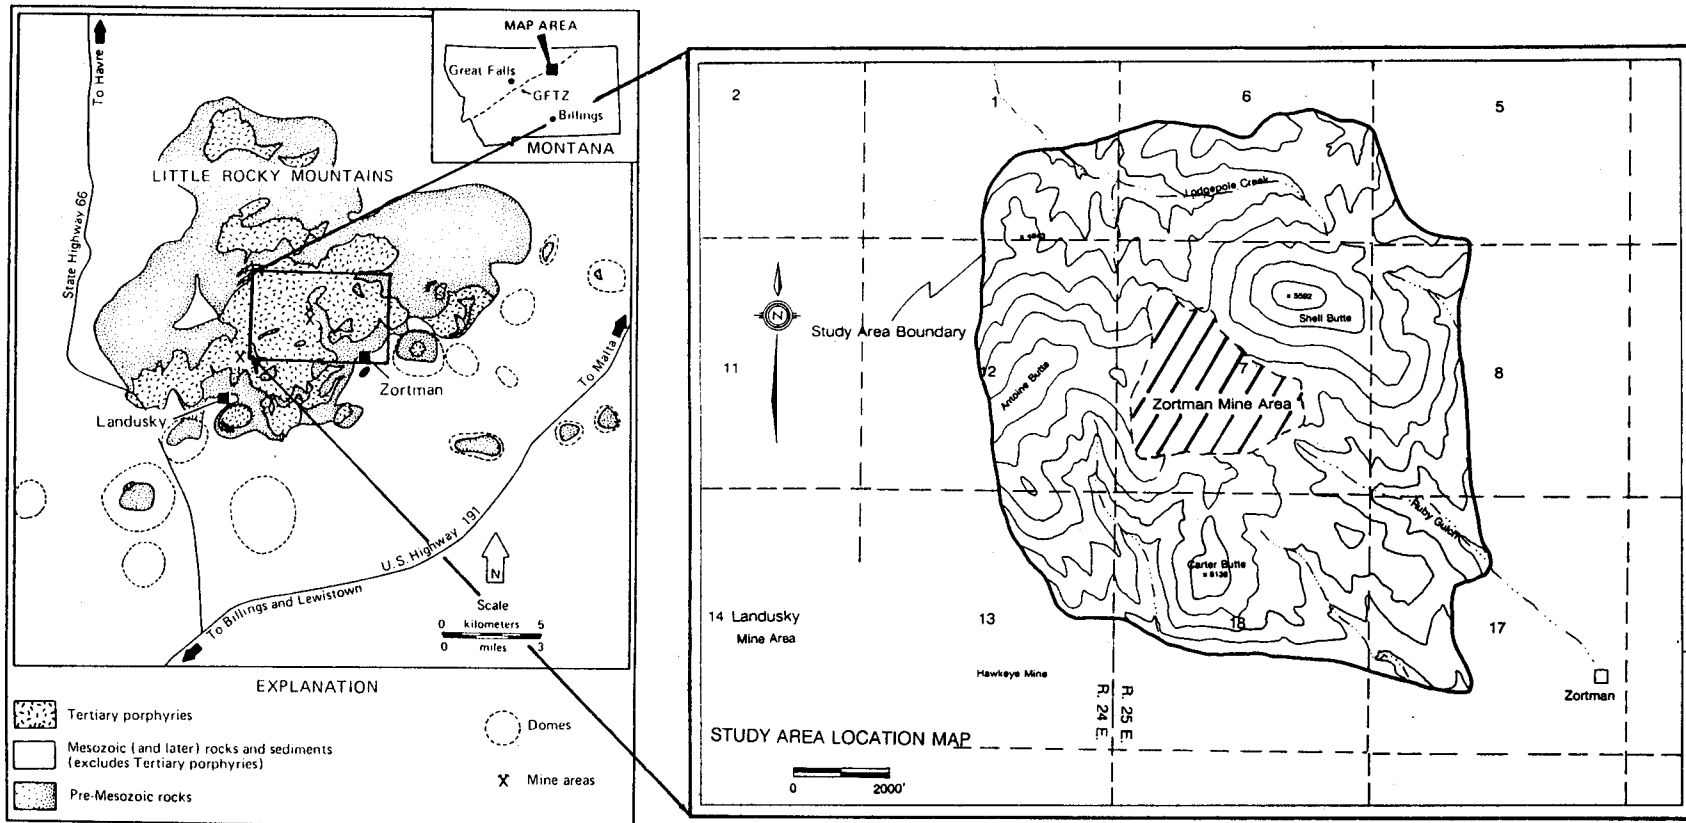 To Havre
MAP AREA
Great Falls
GFTZ
Billings
MONTANA
LITTLE ROCKY MOUNTAINS
State Highway 66
Zortman
Landusky
To Malta
U.S. Highway 191
To Billings and Lewistown
N
Scale
0 kilometers 5
0 miles 3
EXPLANATION
Tertiary porphyries
Mesozoic (and later) rocks and sediments
(excludes Tertiary porphyries)
Pre-Mesozoic rocks
Domes
X Mine areas
2
1
6
5
Lodgepole Creek
N
Study Area Boundary
x 5592
Shell Butte
11
12
Antoine Butte
7
8
Zortman Mine Area
Ruby Gulch
Carter Butte
14 Landusky
Mine Area
13
18
17
Hawkeye Mine
R. 24 E.
R. 25 E.
Zortman
STUDY AREA LOCATION MAP
0 2000'